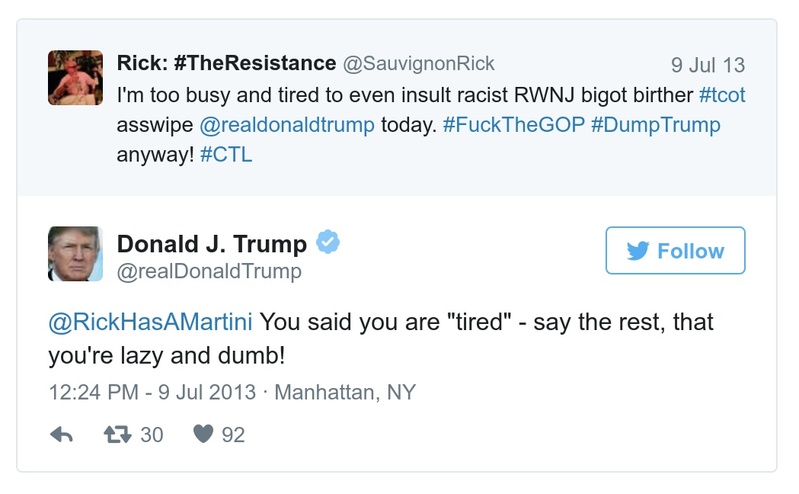 Rick: #TheResistance @SauvignonRick 9 Jul 13
I'm too busy and tired to even insult racist RWNJ bigot birther #tcot
asswipe @realdonaldtrump today. #FuckTheGOP #DumpTrump
anyway! #CTL
Donald J. Trump
@realDonaldTrump
Follow
@RickHasAMartini You said you are "tired" - say the rest, that
you're lazy and dumb!
12:24 PM - 9 Jul 2013 · Manhattan, NY
30 92